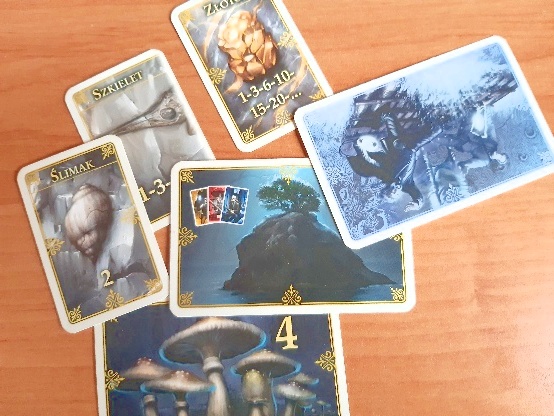 ZŁOTO
1-3-6-10-
15-20-...
SZKIELET
1-3-
ŚLIMAK
2
4